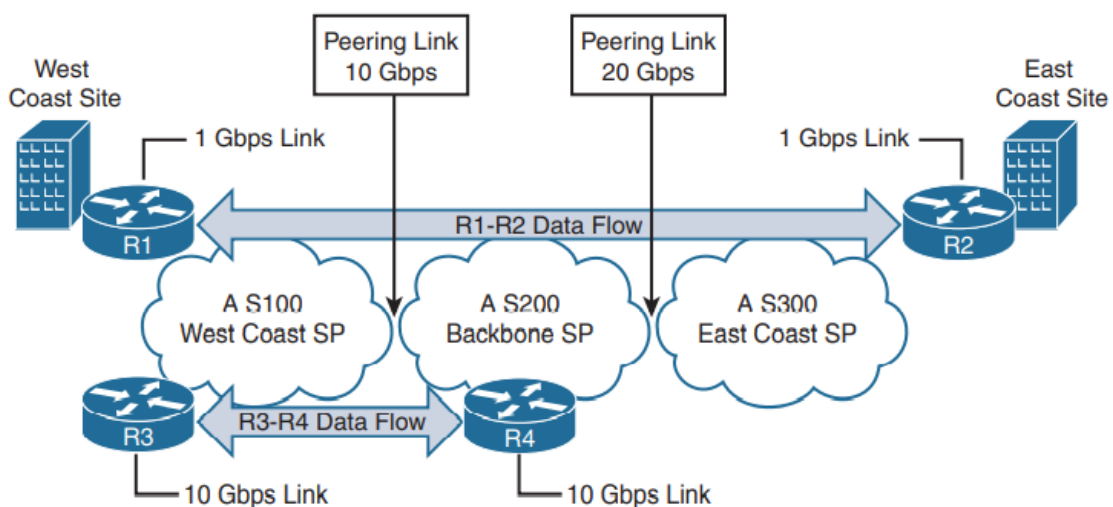 Peering Link
10 Gbps
Peering Link
20 Gbps
West
Coast Site
East
Coast Site
1 Gbps Link
1 Gbps Link
R1-R2 Data Flow
R1
R2
A S100
West Coast SP
A S200
Backbone SP
A S300
East Coast SP
R3-R4 Data Flow
R3
R4
10 Gbps Link
10 Gbps Link